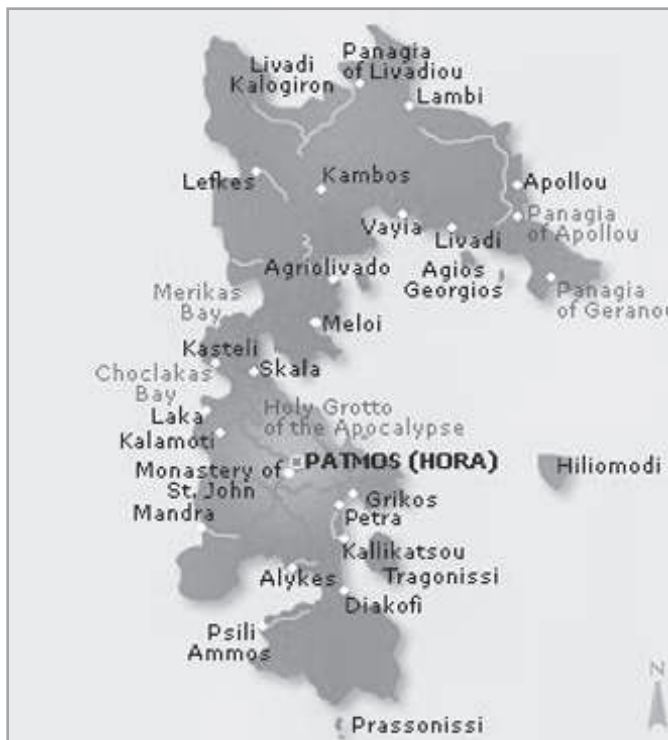 Livadi
Kalogiron
Panagia
of Livadiou
Lambi
Lefkes
Kambos
Apollou
Panagia
of Apollou
Vayia
Livadi
Agriolivado
Agios
Georgios
Panagia
of Geranou
Merikas
Bay
Meloi
Kasteli
Skala
Choclakas
Bay
Laka
Holy Grotto
of the Apocalypse
Kalamoti
PATMOS (HORA)
Monastery of
St. John
Hiliomodi
Grikos
Mandra
Petra
Kallikatsou
Alykes
Tragonissi
Diakofi
Psili
Ammos
N
Prassonissi